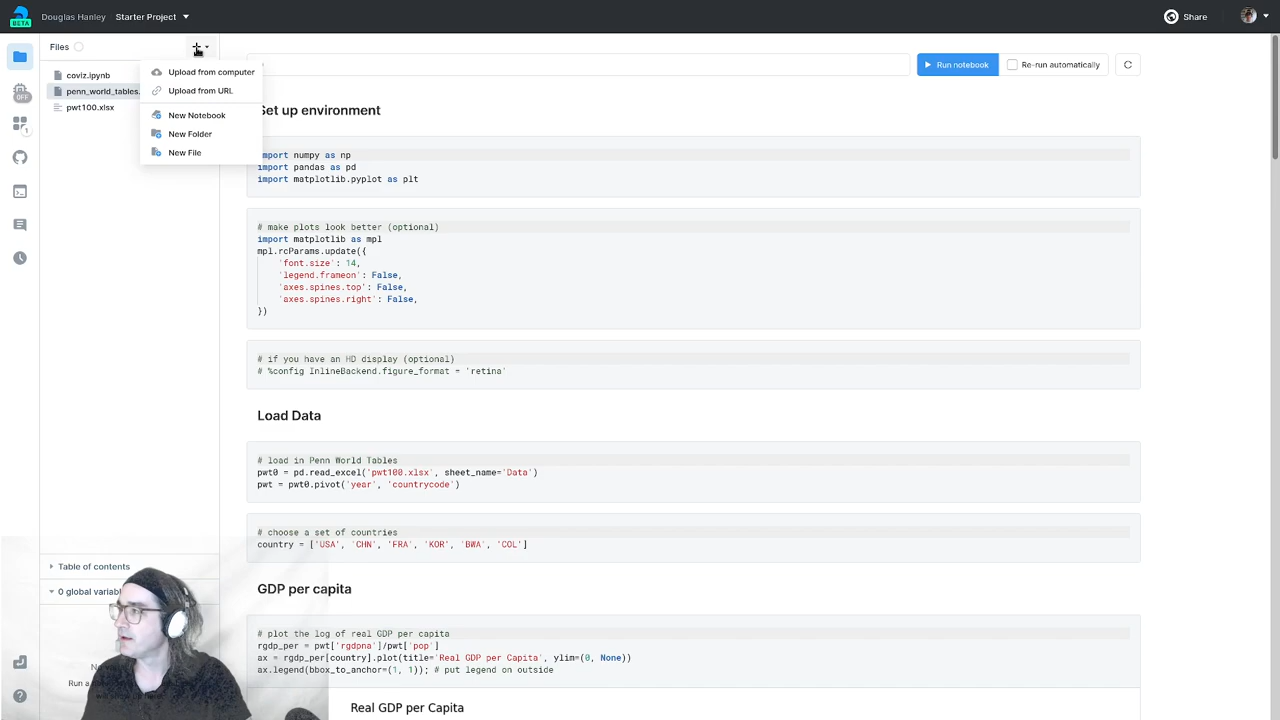 BETA
Douglas Hanley
Starter Project
Share
Files
coviz.ipynb
penn_world_tables.
pwt100.xlsx
Upload from computer
Upload from URL
New Notebook
New Folder
New File
OFF
1
Run notebook
Re-run automatically
Set up environment
import numpy as np
import pandas as pd
import matplotlib.pyplot as plt
# make plots look better (optional)
import matplotlib as mpl
mpl.rcParams.update({
'font.size': 14,
'legend.frameon': False,
'axes.spines.top': False,
'axes.spines.right': False,
})
# if you have an HD display (optional)
# %config InlineBackend.figure_format = 'retina'
Load Data
# load in Penn World Tables
pwt0 = pd.read_excel('pwt100.xlsx', sheet_name='Data')
pwt = pwt0.pivot('year', 'countrycode')
# choose a set of countries
country = ['USA', 'CHN', 'FRA', 'KOR', 'BWA', 'COL']
GDP per capita
# plot the log of real GDP per capita
rgdp_per = pwt['rgdpna']/pwt['pop']
ax = rgdp_per[country].plot(title='Real GDP per Capita', ylim=(0, None))
ax.legend(bbox_to_anchor=(1, 1)); # put legend on outside
Real GDP per Capita
Table of contents
0 global variab
No
Run a